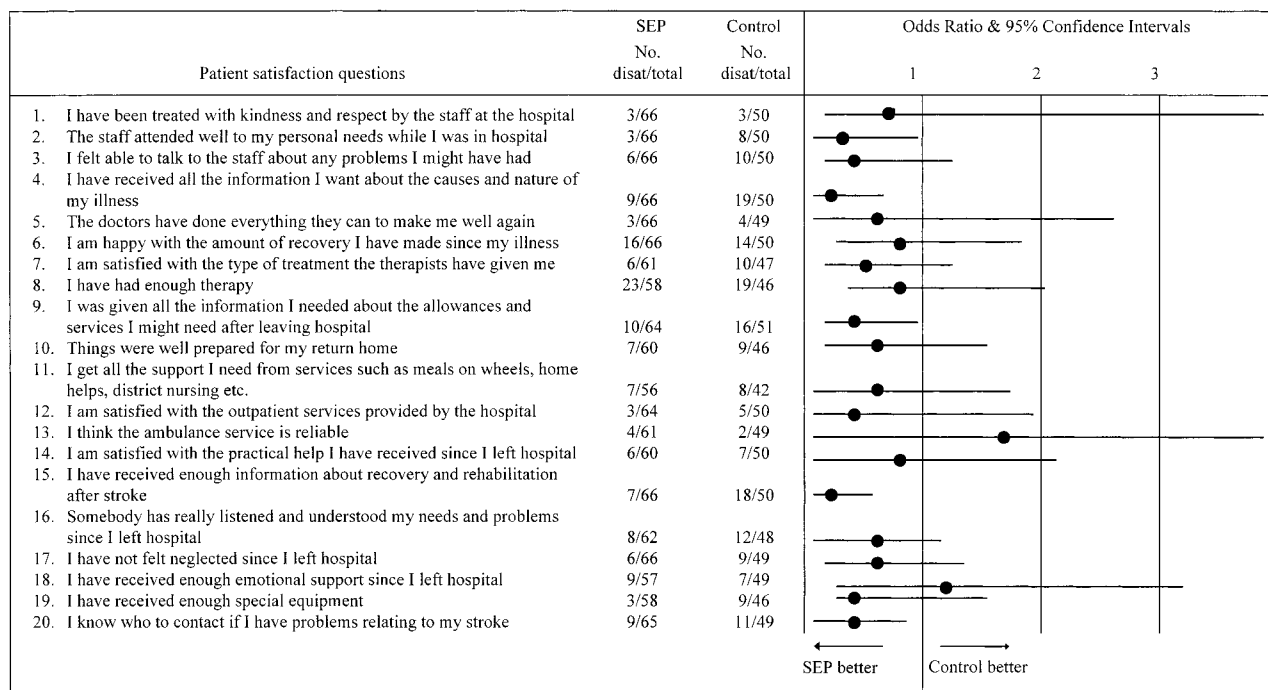 SEP Control Odds Ratio & 95% Confidence Intervals
No. No.
Patient satisfaction questions disat/total disat/total 1 2 3
1. I have been treated with kindness and respect by the staff at the hospital 3/66 3/50
2. The staff attended well to my personal needs while I was in hospital 3/66 8/50
3. I felt able to talk to the staff about any problems I might have had 6/66 10/50
4. I have received all the information I want about the causes and nature of
my illness 9/66 19/50
5. The doctors have done everything they can to make me well again 3/66 4/49
6. I am happy with the amount of recovery I have made since my illness 16/66 14/50
7. I am satisfied with the type of treatment the therapists have given me 6/61 10/47
8. I have had enough therapy 23/58 19/46
9. I was given all the information I needed about the allowances and
services I might need after leaving hospital 10/64 16/51
10. Things were well prepared for my return home 7/60 9/46
11. I get all the support I need from services such as meals on wheels, home
helps, district nursing etc. 7/56 8/42
12. I am satisfied with the outpatient services provided by the hospital 3/64 5/50
13. I think the ambulance service is reliable 4/61 2/49
14. I am satisfied with the practical help I have received since I left hospital 6/60 7/50
15. I have received enough information about recovery and rehabilitation
after stroke 7/66 18/50
16. Somebody has really listened and understood my needs and problems
since I left hospital 8/62 12/48
17. I have not felt neglected since I left hospital 6/66 9/49
18. I have received enough emotional support since I left hospital 9/57 7/49
19. I have received enough special equipment 3/58 9/46
20. I know who to contact if I have problems relating to my stroke 9/65 11/49
SEP better Control better